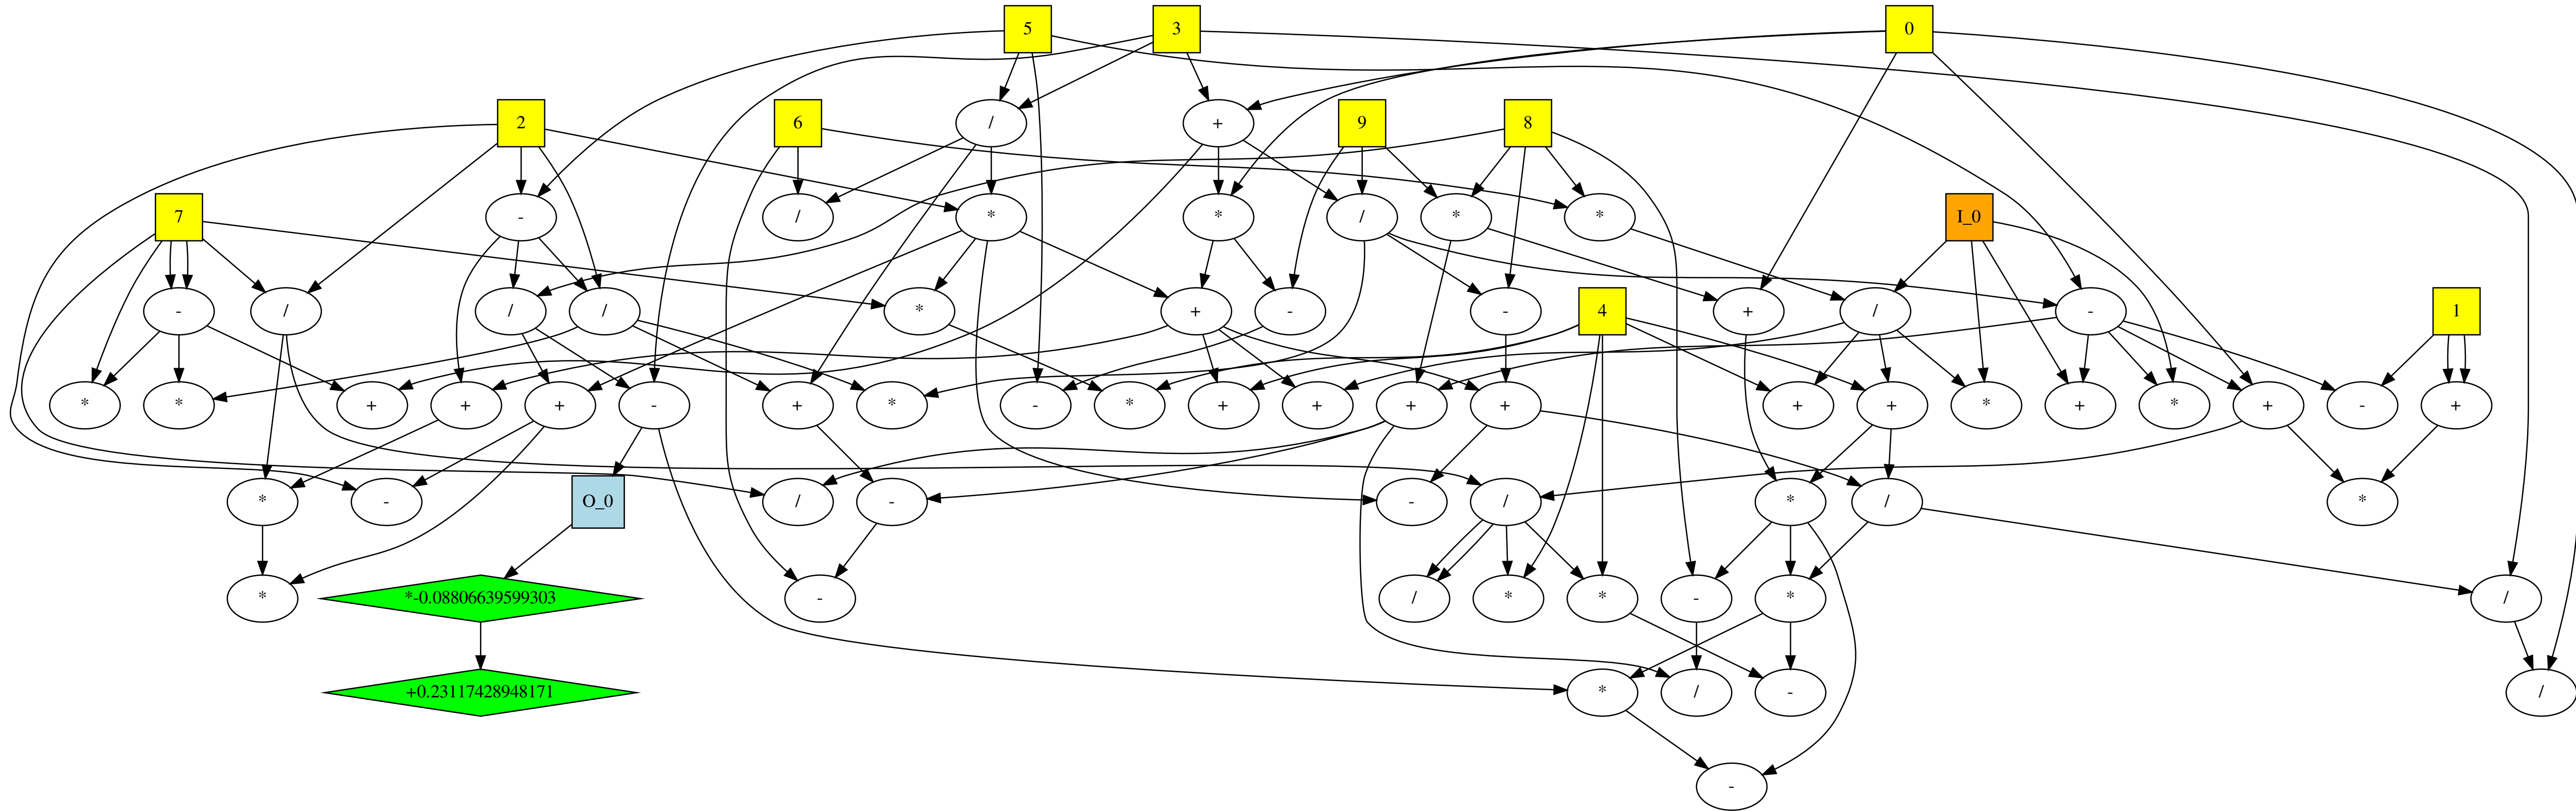 5 3 0
2 6 / + 9 8
7 - / * * / * * I_0
- / / / * + - - 4 + / - 1
* * + + + - + * - * + + + + + + * + * + - +
* - O_0 / - - / * / *
* *-0.08806639599303 - / * * - * /
+0.23117428948171 * / - /
-